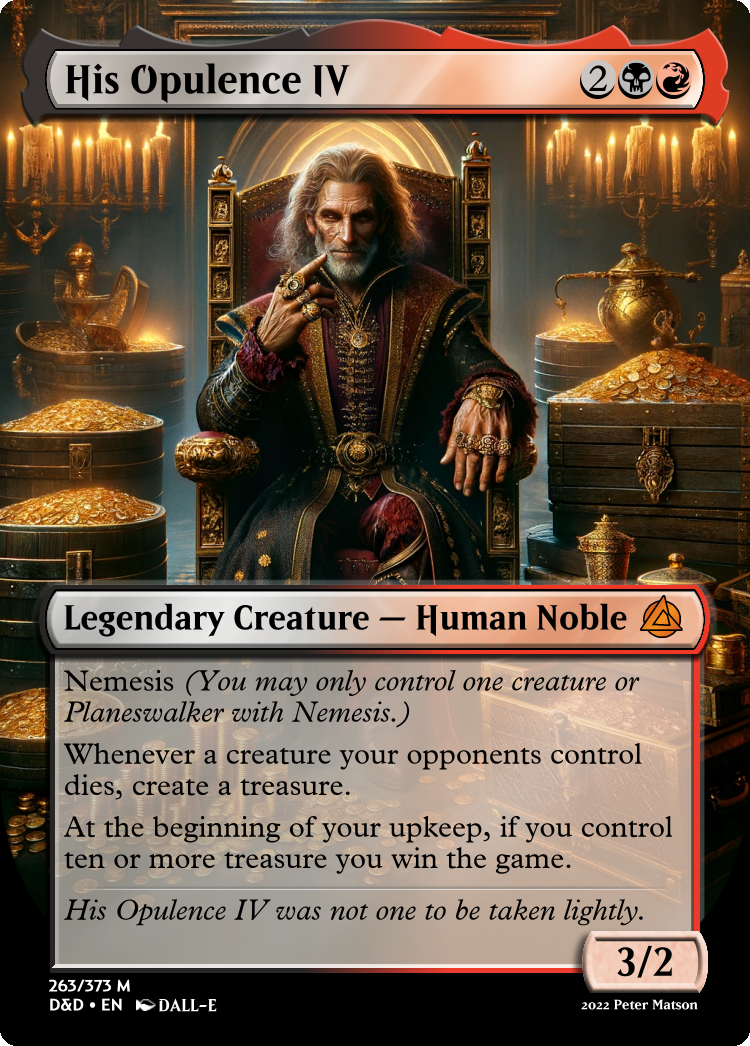 His Opulence IV
2
Legendary Creature — Human Noble
Nemesis (You may only control one creature or
Planeswalker with Nemesis.)
Whenever a creature your opponents control
dies, create a treasure.
At the beginning of your upkeep, if you control
ten or more treasure you win the game.
His Opulence IV was not one to be taken lightly.
3/2
263/373 M
D&D • EN DALL-E
2022 Peter Matson